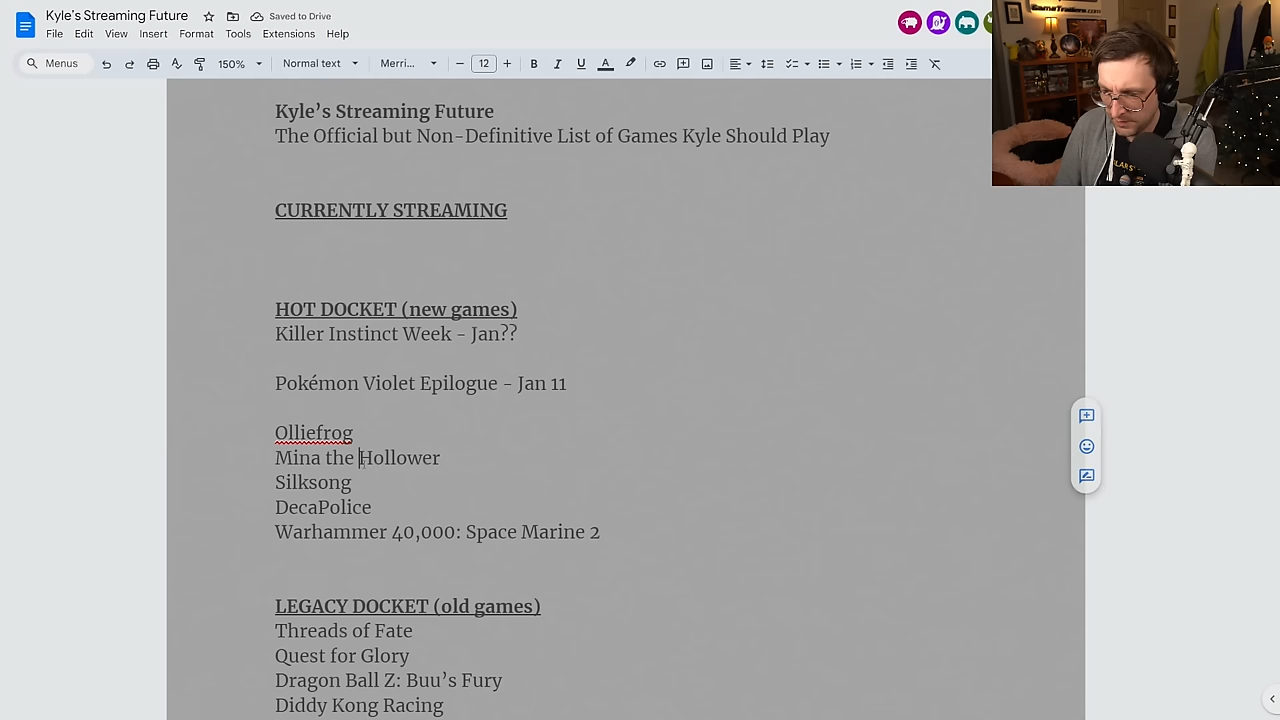 Kyle's Streaming Future
Saved to Drive
File Edit View Insert Format Extensions Help
Menus 150% Normal text Merri... 12
GameTraders.com
Kyle's Streaming Future
The Official but Non-Definitive List of Games Kyle Should Play
CURRENTLY STREAMING
HOT DOCKET (new games)
Killer Instinct Week - Jan??
Pokémon Violet Epilogue - Jan 11
Olliefrog
Mina the Hollower
Silksong
DecaPolice
Warhammer 40,000: Space Marine 2
LEGACY DOCKET (old games)
Threads of Fate
Quest for Glory
Dragon Ball Z: Buu's Fury
Diddy Kong Racing